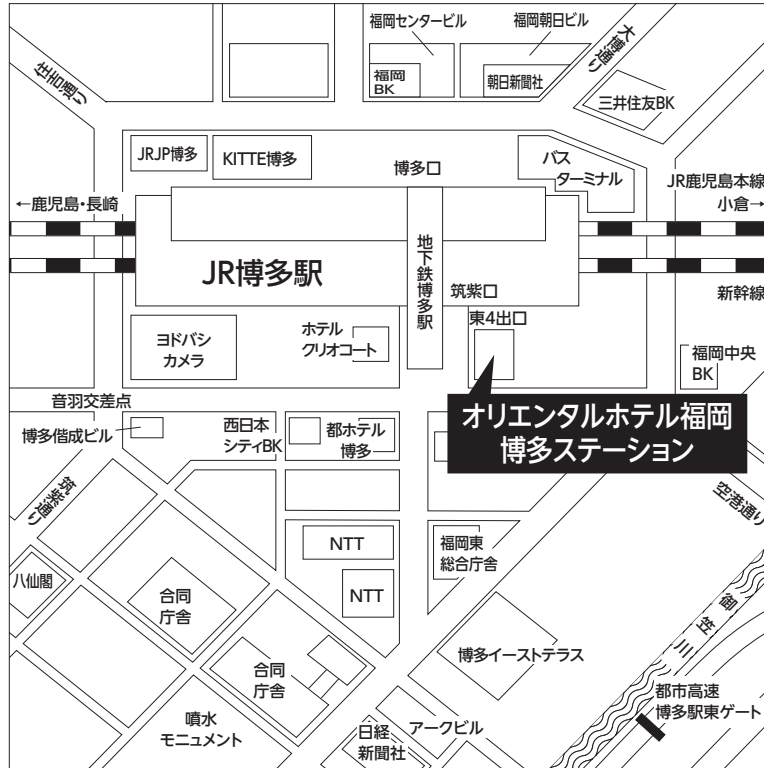 福岡センタービル
福岡朝日ビル
大博通り
住吉通り
福岡
BK
朝日新聞社
三井住友BK
JRJP博多
KITTE博多
博多口
バス
ターミナル
JR鹿児島本線
←鹿児島・長崎
小倉→
地下鉄博多駅
JR博多駅
筑紫口
新幹線
東4出口
ヨドバシ
カメラ
ホテル
クリオコート
福岡中央
BK
オリエンタルホテル福岡
博多ステーション
音羽交差点
博多偕成ビル
西日本
シティBK
都ホテル
博多
筑紫通り
空港通り
NTT
福岡東
総合庁舎
八仙閣
合同
庁舎
NTT
御笠川
博多イーストテラス
合同
庁舎
都市高速
博多駅東ゲート
噴水
モニュメント
日経
新聞社
アークビル